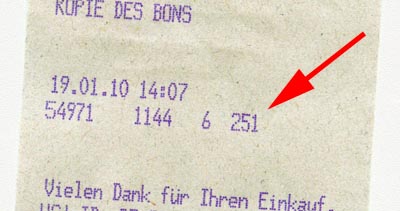 KOPIE DES BONS
19.01.10 14:07
54971 1144 6 251
Vielen Dank für Ihren Einkauf.